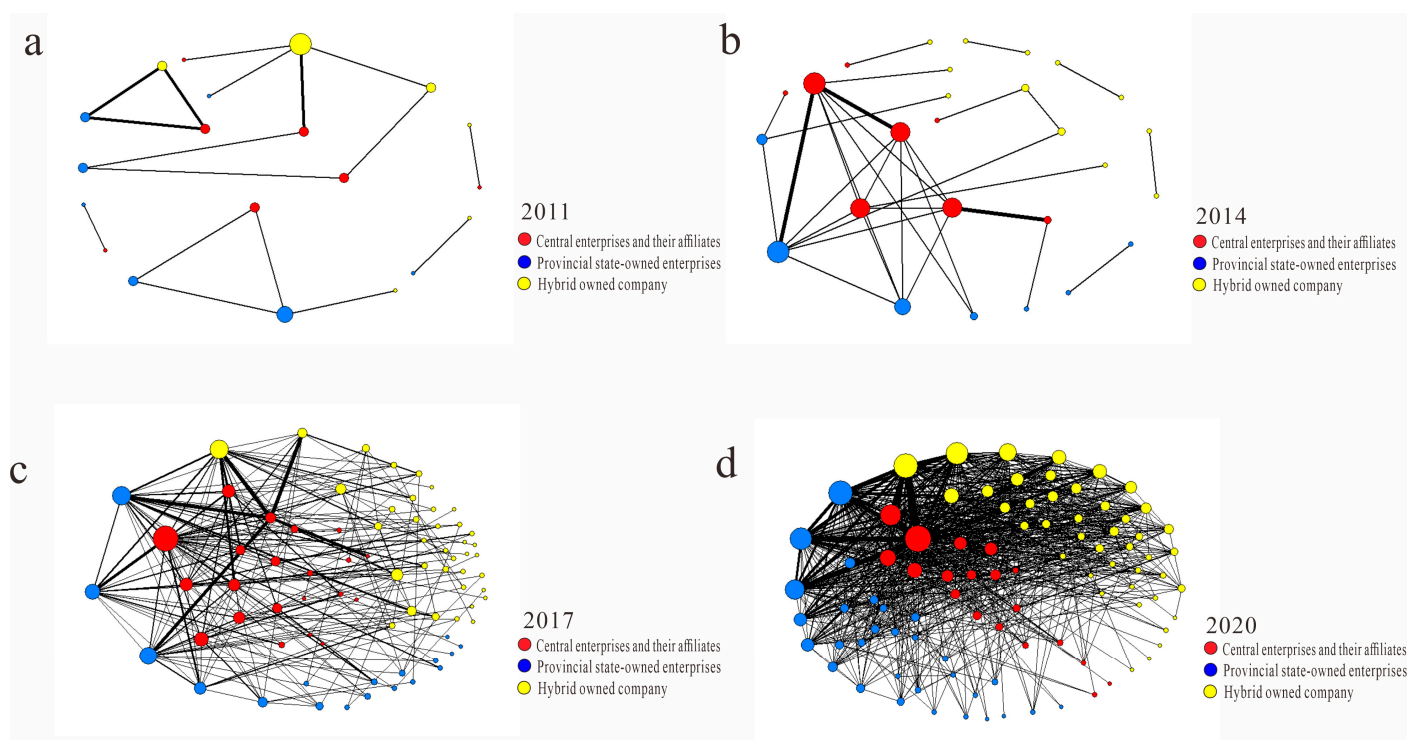 a
2011
Central enterprises and their affiliates
Provincial state-owned enterprises
Hybrid owned company
b
2014
Central enterprises and their affiliates
Provincial state-owned enterprises
Hybrid owned company
c
2017
Central enterprises and their affiliates
Provincial state-owned enterprises
Hybrid owned company
d
2020
Central enterprises and their affiliates
Provincial state-owned enterprises
Hybrid owned company